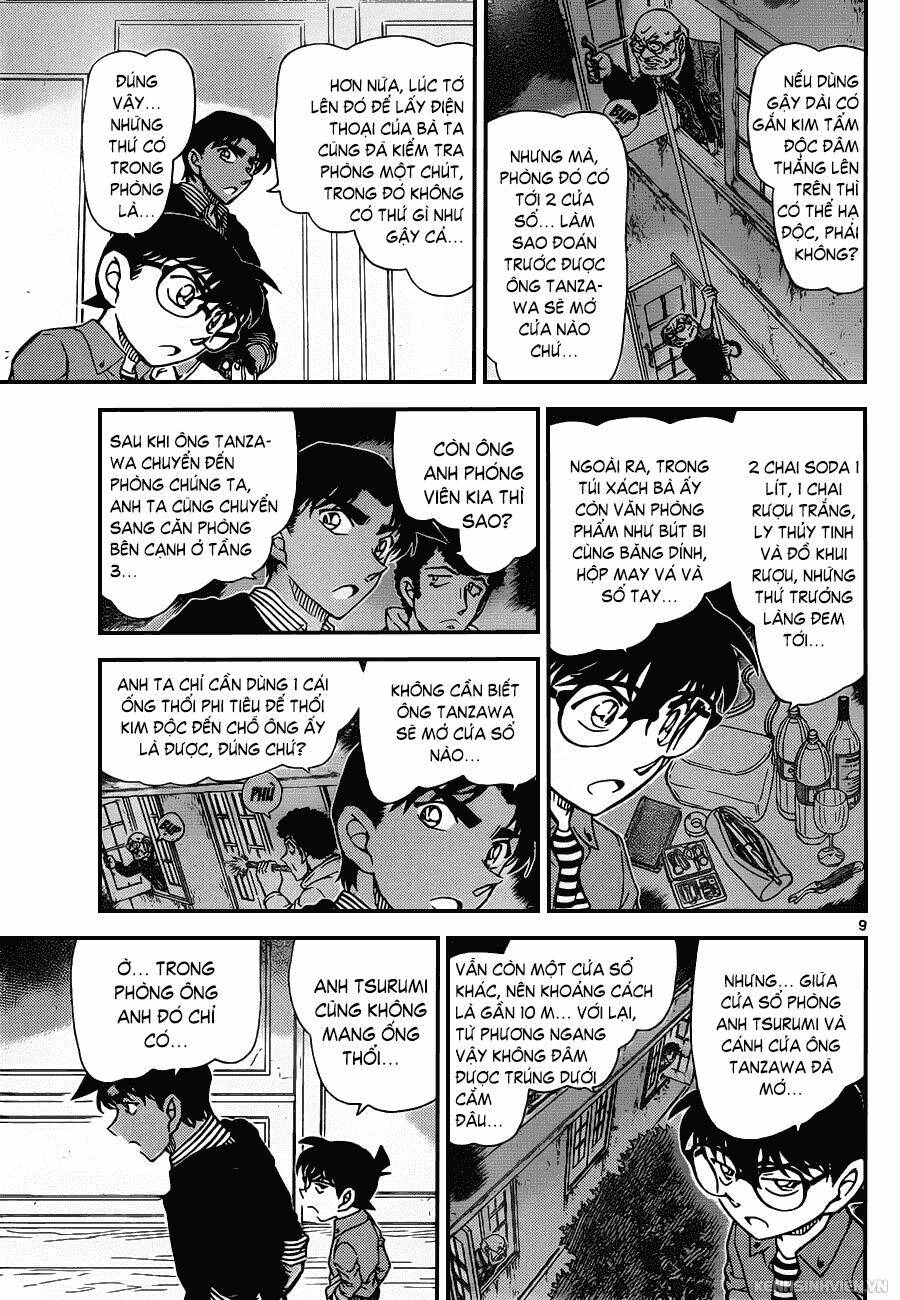 NẾU DÙNG
GẬY DÀI CÓ
GẮN KIM TẨM
ĐỘC ĐÂM
THẲNG LÊN
TRÊN THÌ
CÓ THỂ HẠ
ĐỘC, PHẢI
KHÔNG?
BỤP
NHƯNG MÀ,
PHÒNG ĐÓ CÓ
TỚI 2 CỬA
SỔ... LÀM
SAO ĐOÁN
TRƯỚC ĐƯỢC
ÔNG TANZA-
WA SẼ MỞ
CỬA NÀO
CHỨ...
HƠN NỮA, LÚC TỚ
LÊN ĐÓ ĐỂ LẤY ĐIỆN
THOẠI CỦA BÀ TA
CŨNG ĐÃ KIỂM TRA
PHÒNG MỘT CHÚT,
TRONG ĐÓ KHÔNG
CÓ THỨ GÌ NHƯ
GẬY CẢ...
ĐÚNG
VẬY...
NHỮNG
THỨ CÓ
TRONG
PHÒNG
LÀ...
2 CHAI SODA 1
LÍT, 1 CHAI
RƯỢU TRẮNG,
LY THỦY TINH
VÀ ĐỒ KHUI
RƯỢU, NHỮNG
THỨ TRƯỞNG
LÀNG ĐEM
TỚI...
NGOÀI RA, TRONG
TÚI XÁCH BÀ ẤY
CÒN VĂN PHÒNG
PHẨM NHƯ BÚT BI
CÙNG BĂNG DÍNH,
HỘP MAY VÁ VÀ
SỔ TAY...
CÒN ÔNG
ANH PHÓNG
VIÊN KIA THÌ
SAO?
SAU KHI ÔNG TANZA-
WA CHUYỂN ĐẾN
PHÒNG CHÚNG TA,
ANH TA CŨNG CHUYỂN
SANG CĂN PHÒNG
BÊN CẠNH Ở TẦNG
3...
KHÔNG CẦN BIẾT
ÔNG TANZAWA
SẼ MỞ CỬA SỔ
NÀO...
ANH TA CHỈ CẦN DÙNG 1 CÁI
ỐNG THỔI PHI TIÊU ĐỂ THỔI
KIM ĐỘC ĐẾN CHỖ ÔNG ẤY
LÀ ĐƯỢC, ĐÚNG CHỨ?
PHÙ
BỤP
9
NHƯNG... GIỮA
CỬA SỔ PHÒNG
ANH TSURUMI VÀ
CÁNH CỬA ÔNG
TANZAWA ĐÃ
MỞ...
VẪN CÒN MỘT CỬA SỔ
KHÁC, NÊN KHOẢNG CÁCH
LÀ GẦN 10 M... VỚI LẠI,
TỪ PHƯƠNG NGANG
VẬY KHÔNG ĐÂM
ĐƯỢC TRÚNG DƯỚI
CẰM
ĐÂU...
ANH TSURUMI
CŨNG KHÔNG
MANG ỐNG
THỔI...
Ờ... TRONG
PHÒNG ÔNG
ANH ĐÓ CHỈ
CÓ...
KENHSINHVIEN.VN